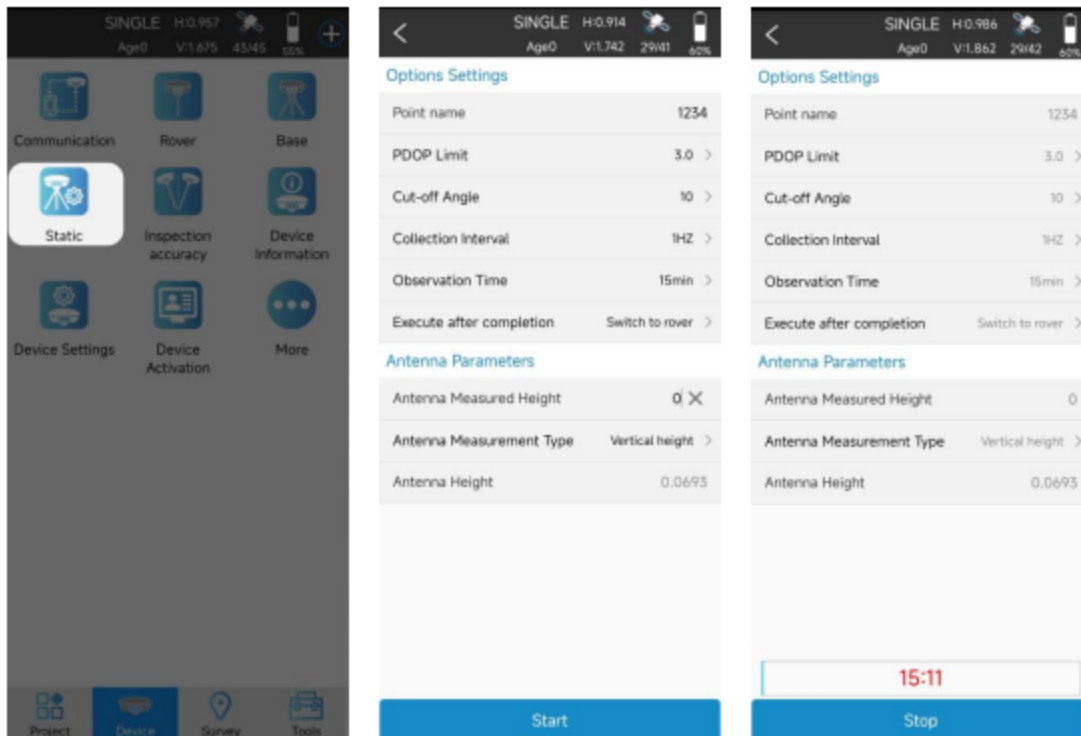 SINGLE H:0.957
Age0 V:1.675 43/45 55%
Communication Rover Base
Static Inspection accuracy Device Information
Device Settings Device Activation More
Project Device Survey Tools
SINGLE H:0.914
Age0 V:1.742 29/41 60%
Options Settings
Point name 1234
PDOP Limit 3.0 >
Cut-off Angle 10 >
Collection Interval 1HZ >
Observation Time 15min >
Execute after completion Switch to rover >
Antenna Parameters
Antenna Measured Height 0
Antenna Measurement Type Vertical height >
Antenna Height 0.0693
Start
SINGLE H:0.986
Age0 V:1.862 29/42 60%
Options Settings
Point name 1234
PDOP Limit 3.0 >
Cut-off Angle 10 >
Collection Interval 1HZ >
Observation Time 15min >
Execute after completion Switch to rover >
Antenna Parameters
Antenna Measured Height 0
Antenna Measurement Type Vertical height >
Antenna Height 0.0693
15:11
Stop